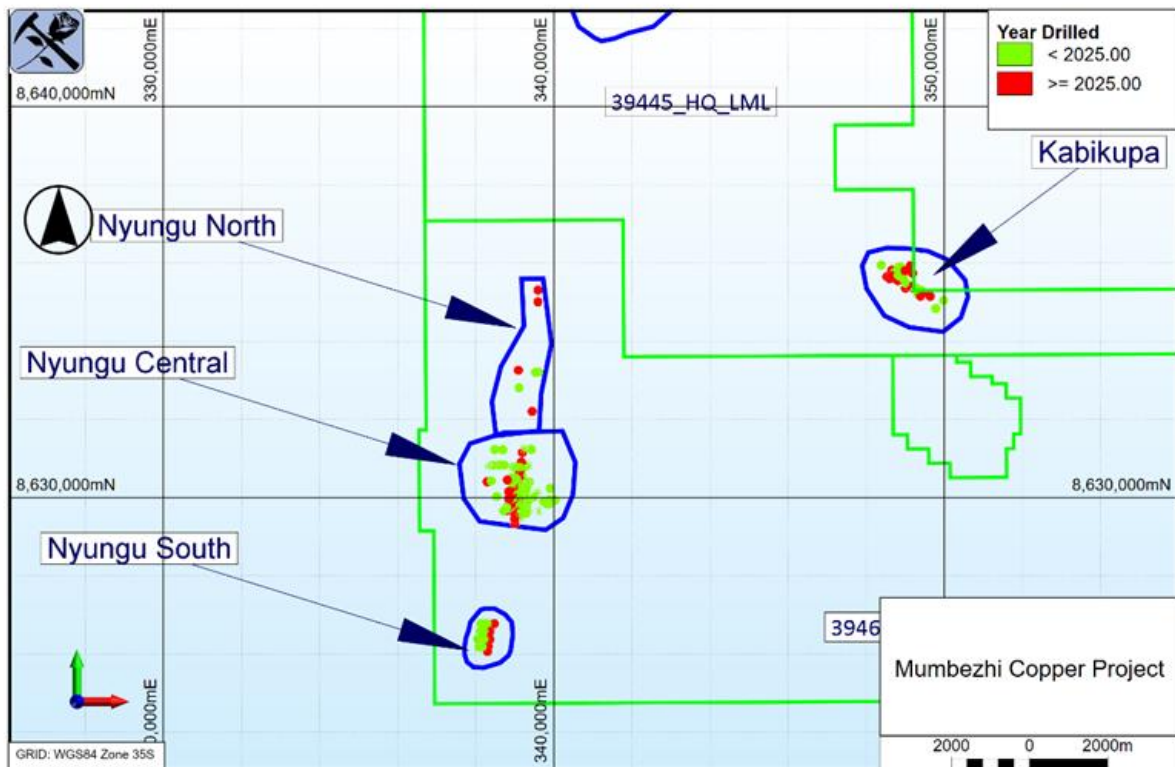 330,000mE
340,000mE
350,000mE
Year Drilled
< 2025.00
>= 2025.00
8,640,000mN
39445_HQ_LML
Kabikupa
Nyungu North
Nyungu Central
8,630,000mN
8,630,000mN
Nyungu South
3946
Mumbezhi Copper Project
0,000mE
340,000mE
GRID: WGS84 Zone 35S
2000 0 2000m